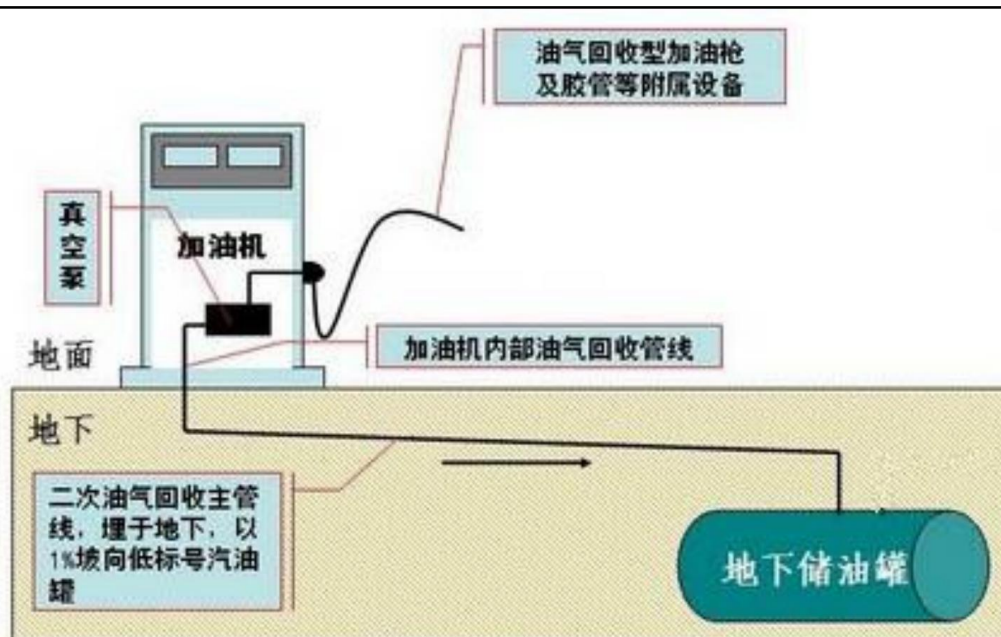 油气回收型加油枪
及胶管等附属设备
真
空
泵
加油机
加油机内部油气回收管线
地面
地下
二次油气回收主管
线，埋于地下，以
1%坡向低标号汽油
罐
地下储油罐